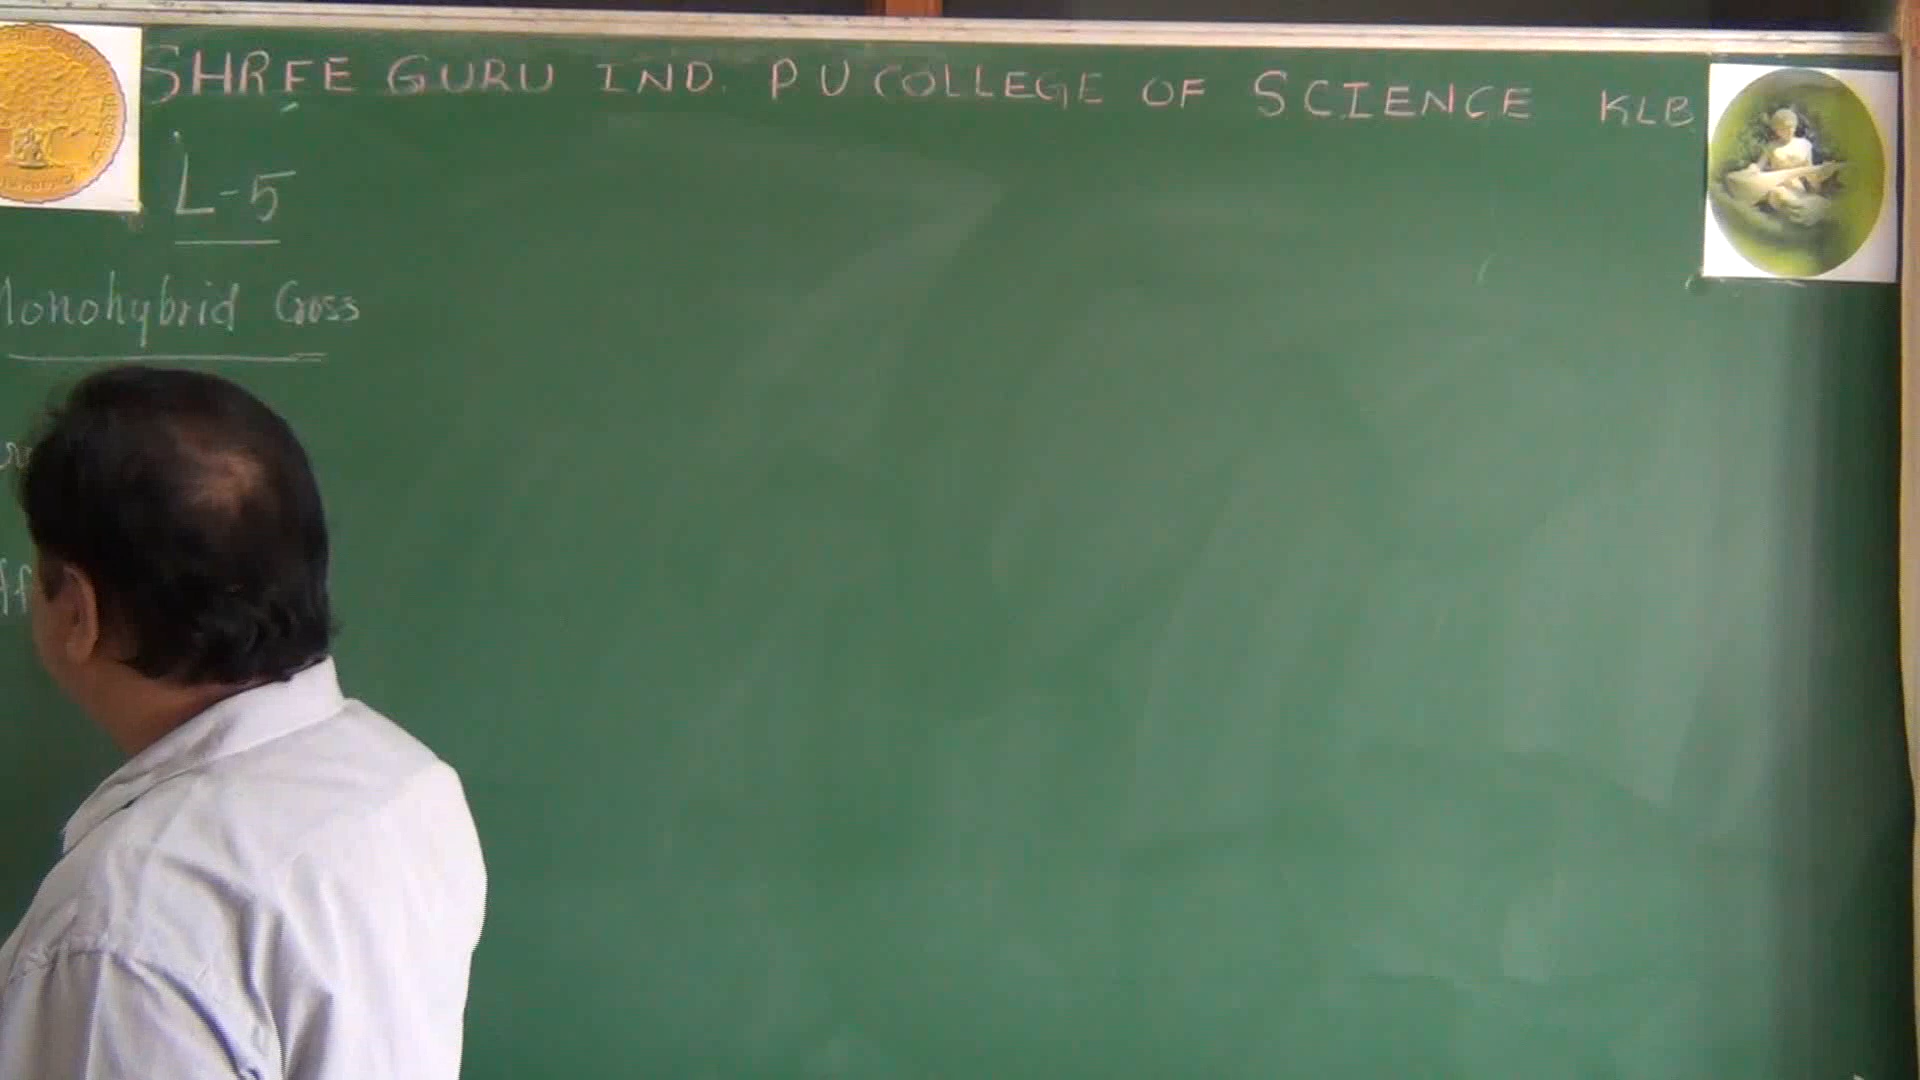 SHREE GURU IND. PU COLLEGE OF SCIENCE KLB
L-5
Monohybrid Cross